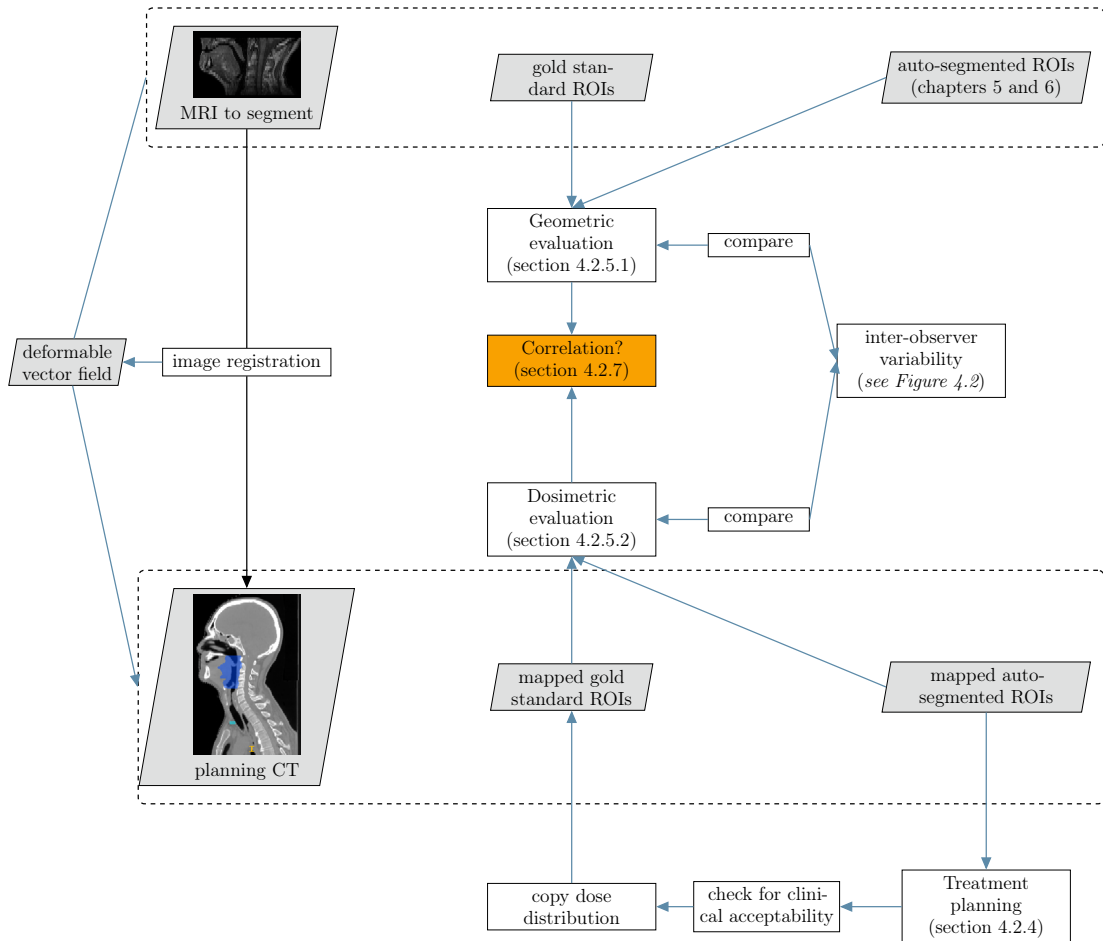 MRI to segment
gold stan-
dard ROIs
auto-segmented ROIs
(chapters 5 and 6)
Geometric
evaluation
(section 4.2.5.1)
compare
deformable
vector field
image registration
Correlation?
(section 4.2.7)
inter-observer
variability
(see Figure 4.2)
Dosimetric
evaluation
(section 4.2.5.2)
compare
planning CT
mapped gold
standard ROIs
mapped auto-
segmented ROIs
copy dose
distribution
check for clini-
cal acceptability
Treatment
planning
(section 4.2.4)